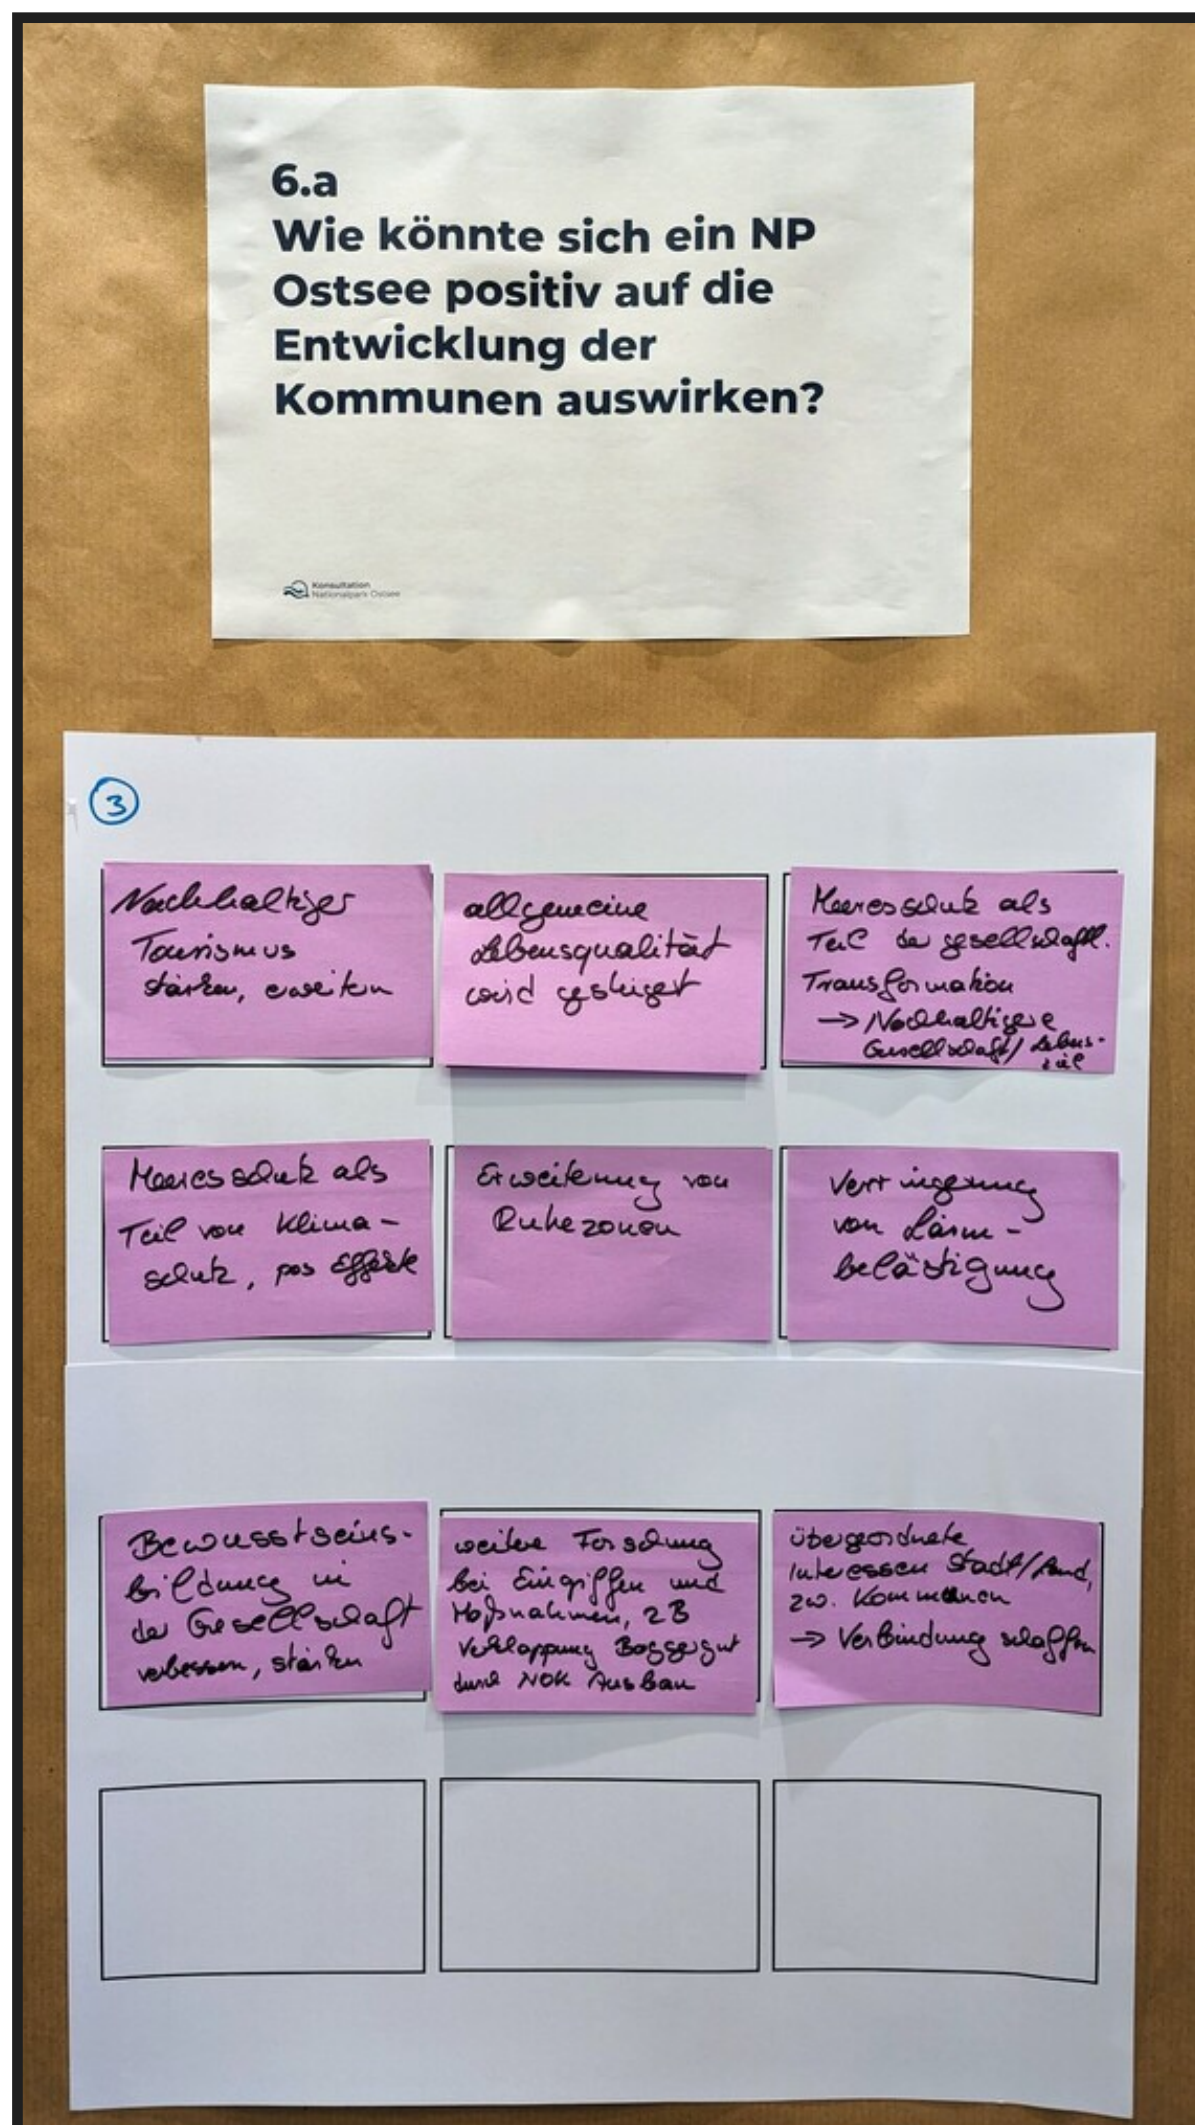 6.a
Wie könnte sich ein NP
Ostsee positiv auf die
Entwicklung der
Kommunen auswirken?
Konsultation
Nationalpark Ostsee
3
Nachhaltiger
Tourismus
stärken, erweitern
allgemeine
Lebensqualität
wird gesteigert
Meeresschutz als
Teil der gesellschaftl.
Transformation
→ Nachhaltigere
Gesellschaft/Lebens-
stil
Meeresschutz als
Teil von Klima-
schutz, pos Effekte
Erweiterung von
Ruhezonen
Verringerung
von Lärm-
belästigung
Bewusstseins-
bildung in
der Gesellschaft
verbessern, stärken
weitere Forschung
bei Eingriffen und
Maßnahmen, zB
Verklappung Baggergut
durch NOK Ausbau
übergeordnete
Interessen Stadt/Land,
zw. Kommunen
→ Verbindung schaffen